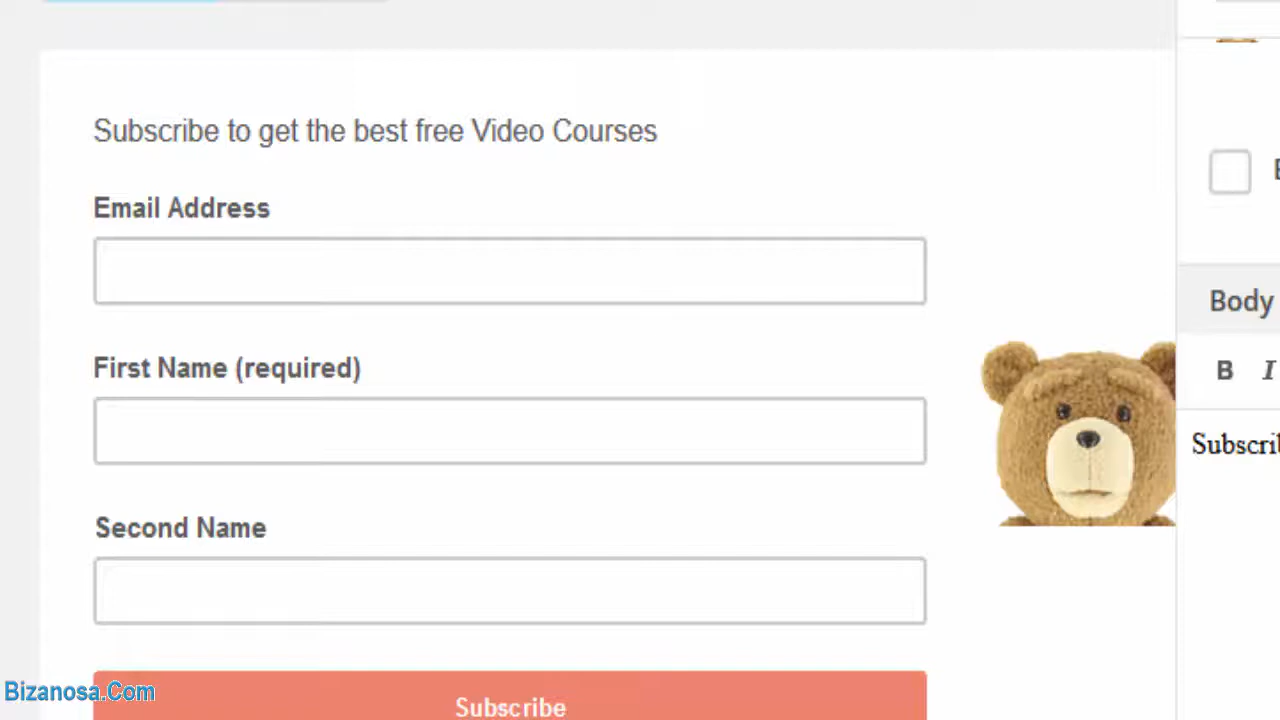 Subscribe to get the best free Video Courses
Email Address
First Name (required)
Second Name
Subscribe
Bizanosa.Com
Body
B I